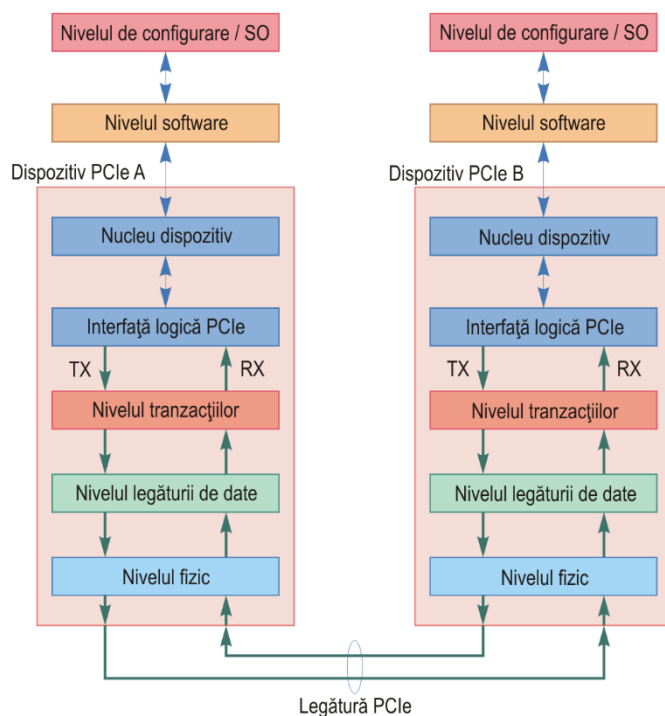 Nivelul de configurare / SO
Nivelul de configurare / SO
Nivelul software
Nivelul software
Dispozitiv PCIe A
Dispozitiv PCIe B
Nucleu dispozitiv
Nucleu dispozitiv
Interfaţă logică PCIe
Interfaţă logică PCIe
TX
RX
TX
RX
Nivelul tranzacţiilor
Nivelul tranzacţiilor
Nivelul legăturii de date
Nivelul legăturii de date
Nivelul fizic
Nivelul fizic
Legătură PCIe